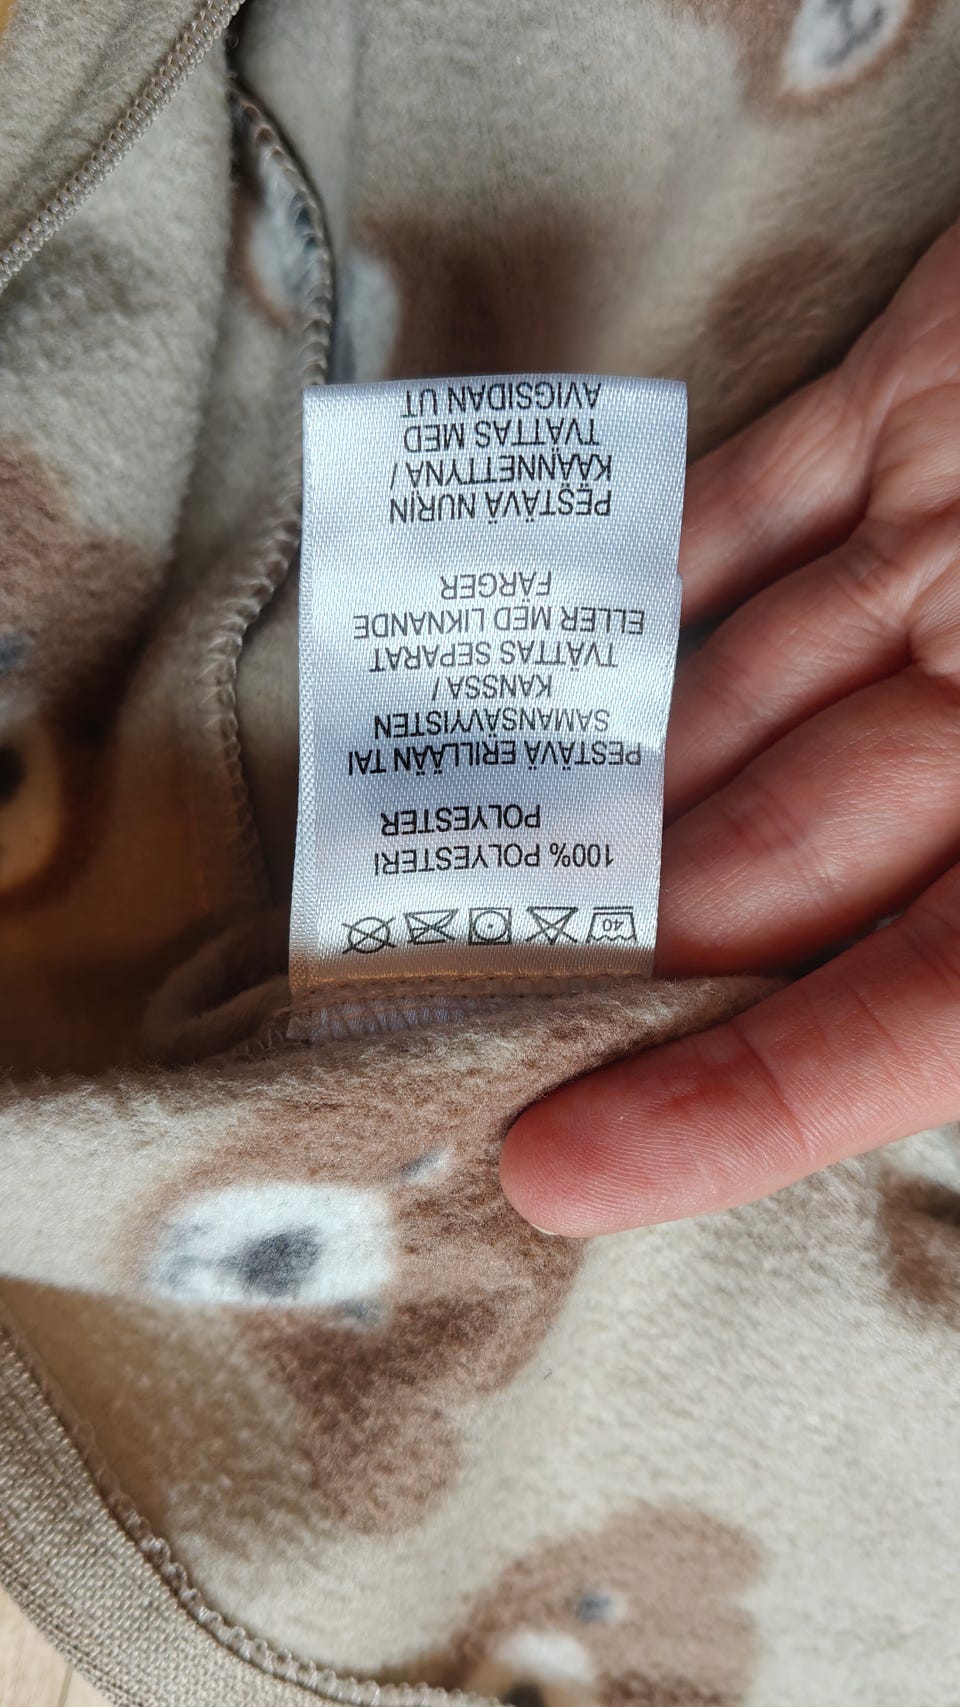 40
100% POLYESTERI
POLYESTER
PESTÄVÄ ERILLÄÄN TAI
SAMANSÄVYISTEN
KANSSA /
TVÄTTAS SEPARAT
ELLER MED LIKNANDE
FÄRGER
PESTÄVÄ NURIN
KÄÄNNETTYNÄ /
TVÄTTAS MED
AVIGSIDAN UT